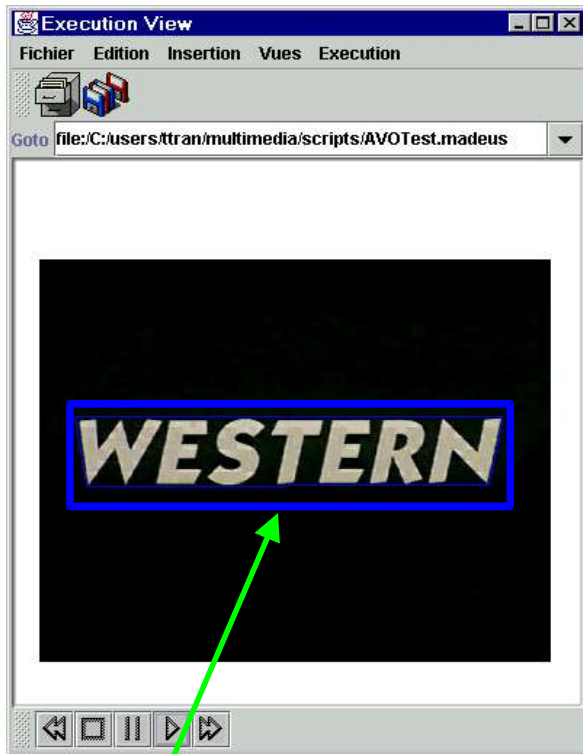 Execution View
Fichier Edition Insertion Vues Execution
Goto file:/C:/users/ttran/multimedia/scripts/AVOTest.madeus
WESTERN